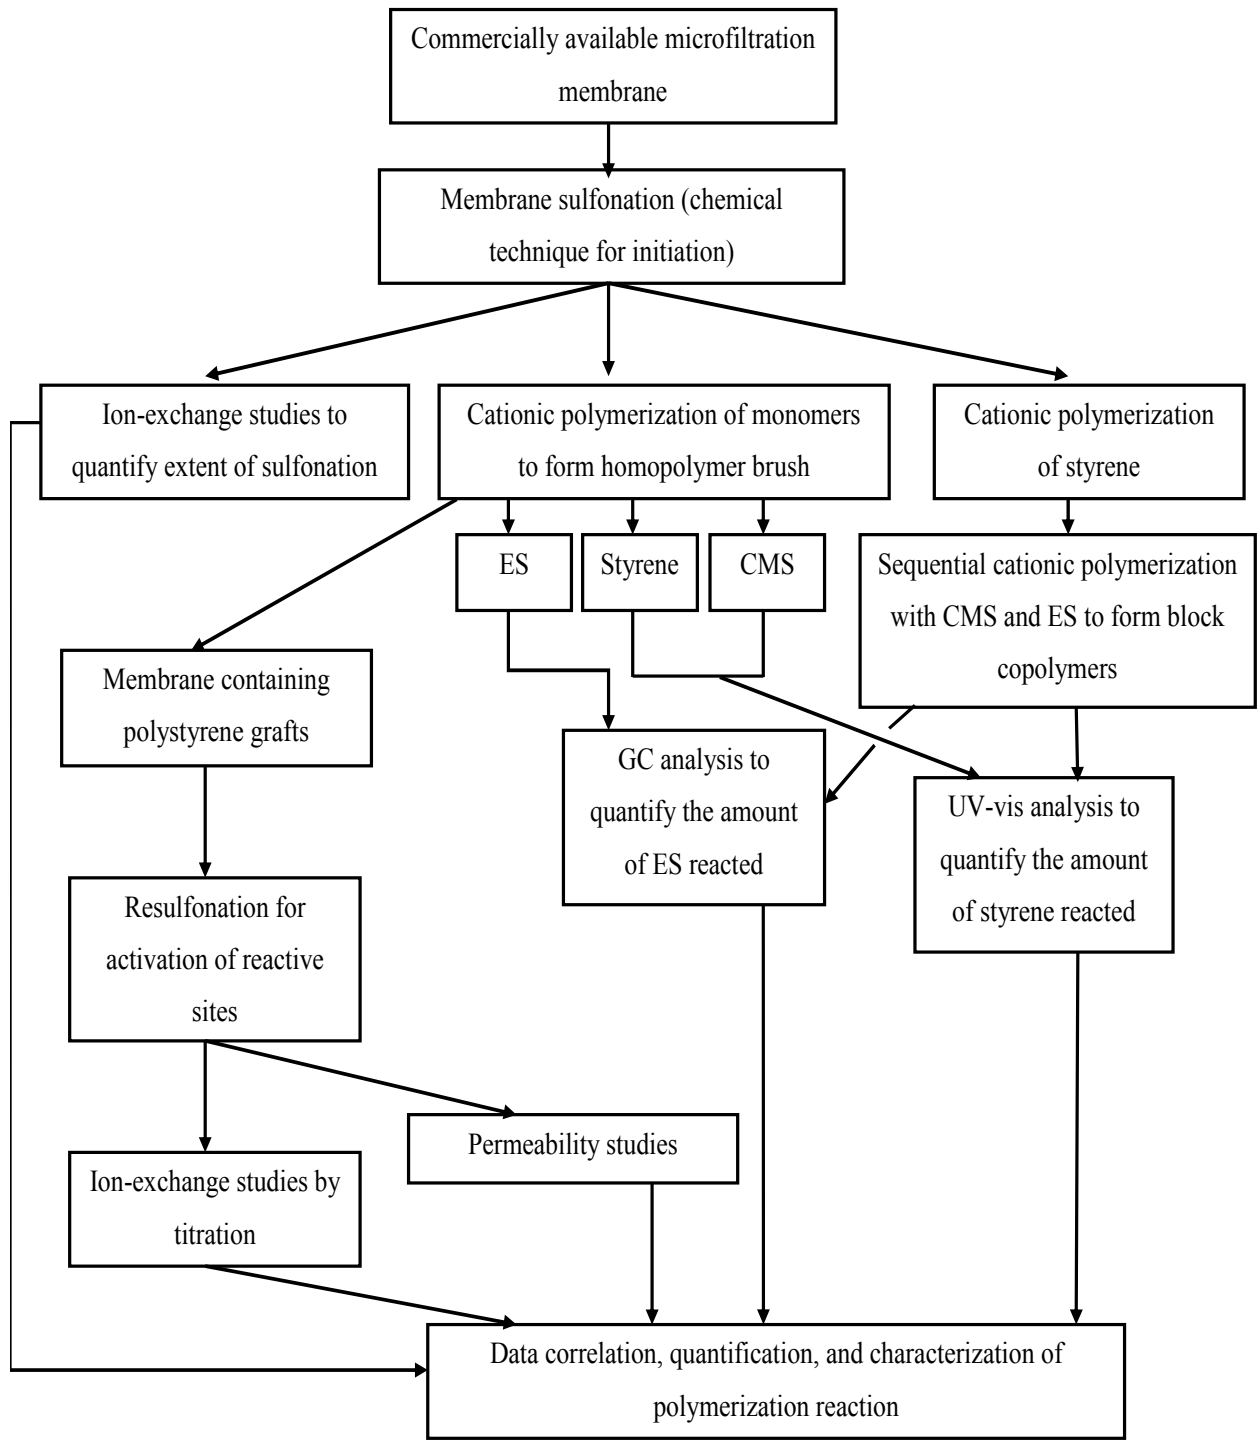 Commercially available microfiltration
membrane
Membrane sulfonation (chemical
technique for initiation)
Ion-exchange studies to
quantify extent of sulfonation
Cationic polymerization of monomers
to form homopolymer brush
Cationic polymerization
of styrene
ES
Styrene
CMS
Sequential cationic polymerization
with CMS and ES to form block
copolymers
Membrane containing
polystyrene grafts
GC analysis to
quantify the amount
of ES reacted
UV-vis analysis to
quantify the amount
of styrene reacted
Resulfonation for
activation of reactive
sites
Permeability studies
Ion-exchange studies by
titration
Data correlation, quantification, and characterization of
polymerization reaction